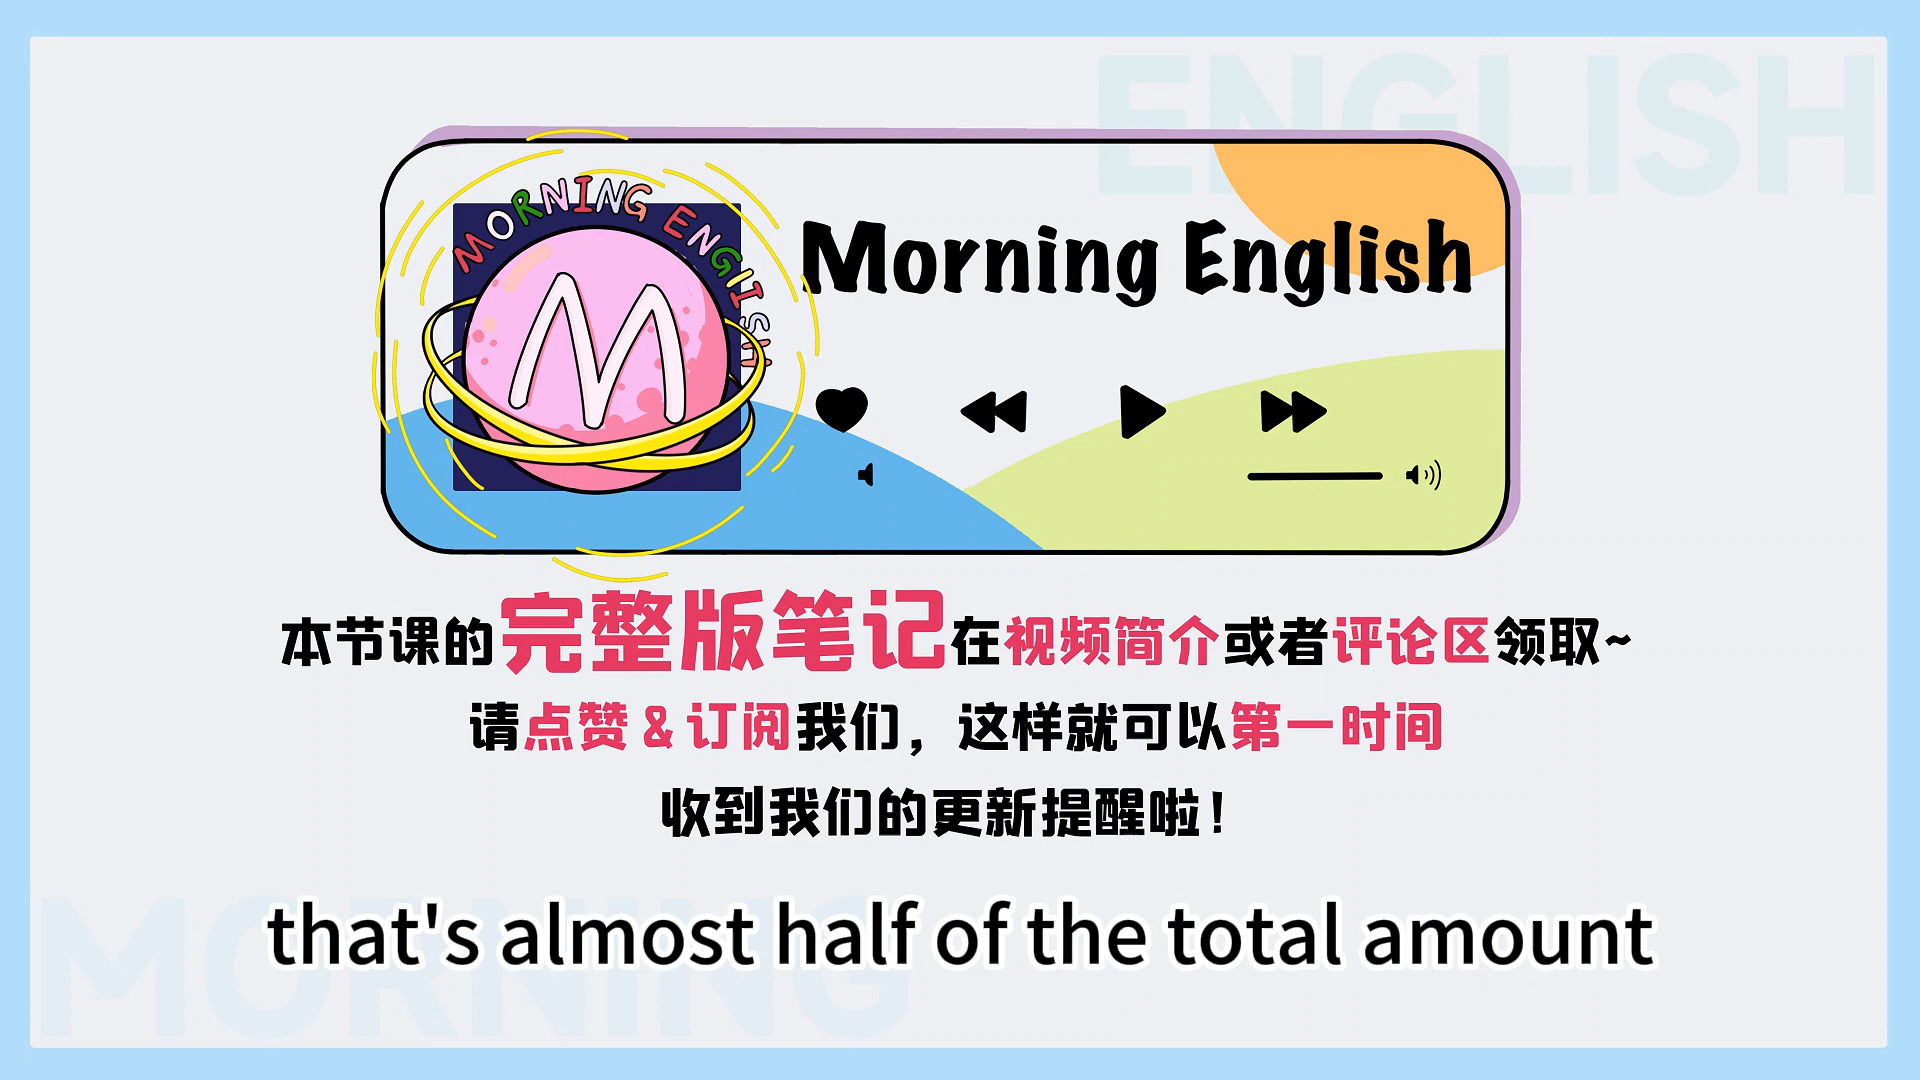 ENGLISH
MORNING ENGLISH
M
Morning English
本节课的完整版笔记在视频简介或者评论区领取~
请点赞&订阅我们，这样就可以第一时间
收到我们的更新提醒啦！
MORNING
that's almost half of the total amount